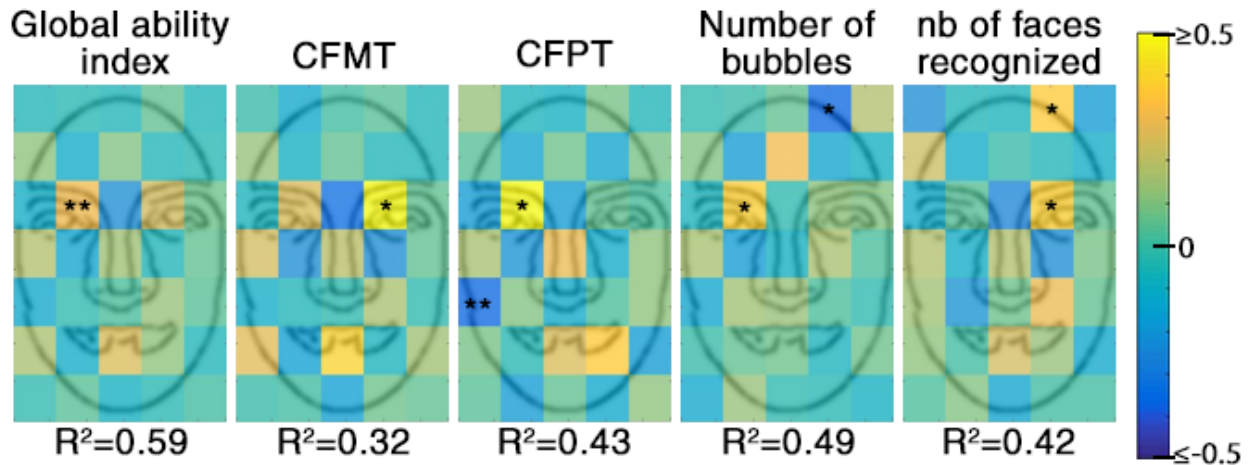 Global ability
index
CFMT
CFPT
Number of
bubbles
nb of faces
recognized
≥0.5
*
*
**
*
*
*
*
0
**
≤-0.5
R²=0.59
R²=0.32
R²=0.43
R²=0.49
R²=0.42